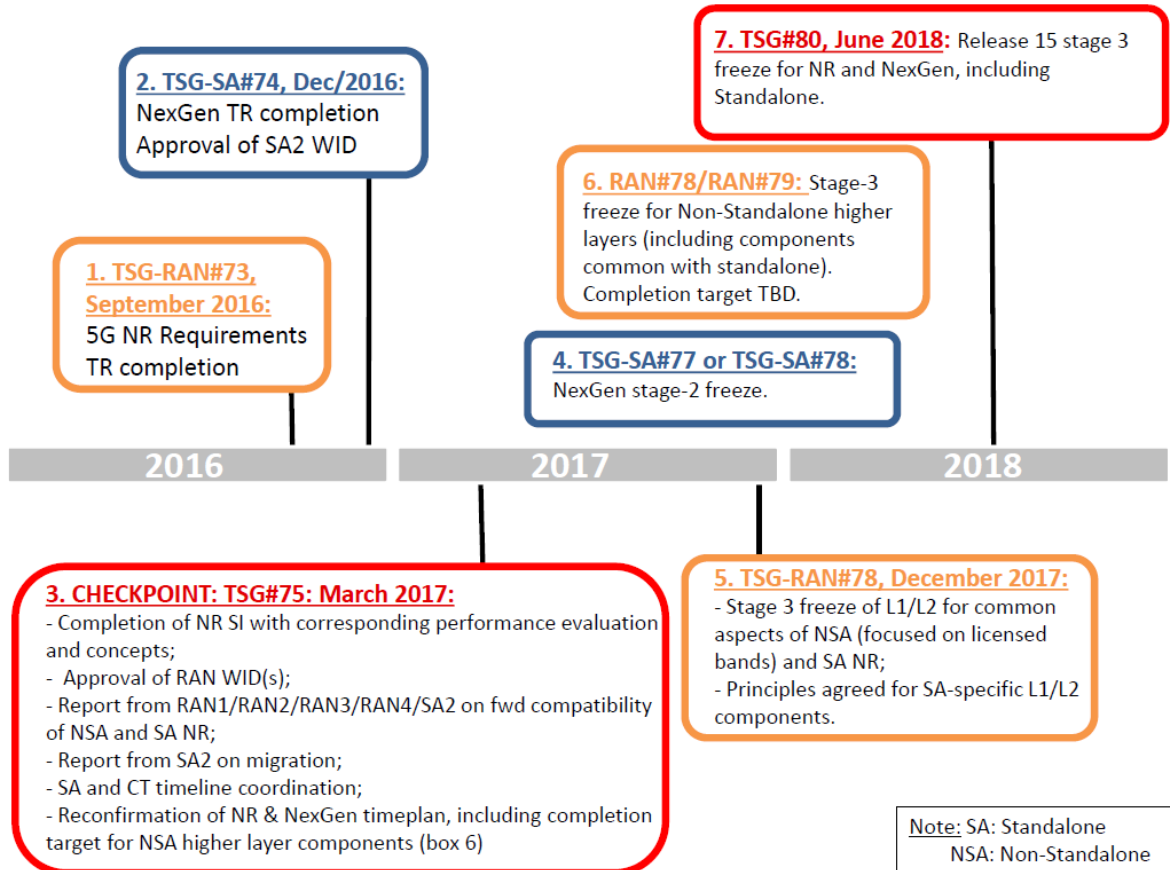 7. TSG#80, June 2018: Release 15 stage 3
freeze for NR and NexGen, including
Standalone.
2. TSG-SA#74, Dec/2016:
NexGen TR completion
Approval of SA2 WID
6. RAN#78/RAN#79: Stage-3
freeze for Non-Standalone higher
layers (including components
common with standalone).
Completion target TBD.
1. TSG-RAN#73,
September 2016:
5G NR Requirements
TR completion
4. TSG-SA#77 or TSG-SA#78:
NexGen stage-2 freeze.
2016
2017
2018
3. CHECKPOINT: TSG#75: March 2017:
- Completion of NR SI with corresponding performance evaluation
and concepts;
- Approval of RAN WID(s);
- Report from RAN1/RAN2/RAN3/RAN4/SA2 on fwd compatibility
of NSA and SA NR;
- Report from SA2 on migration;
- SA and CT timeline coordination;
- Reconfirmation of NR & NexGen timeplan, including completion
target for NSA higher layer components (box 6)
5. TSG-RAN#78, December 2017:
- Stage 3 freeze of L1/L2 for common
aspects of NSA (focused on licensed
bands) and SA NR;
- Principles agreed for SA-specific L1/L2
components.
Note: SA: Standalone
NSA: Non-Standalone